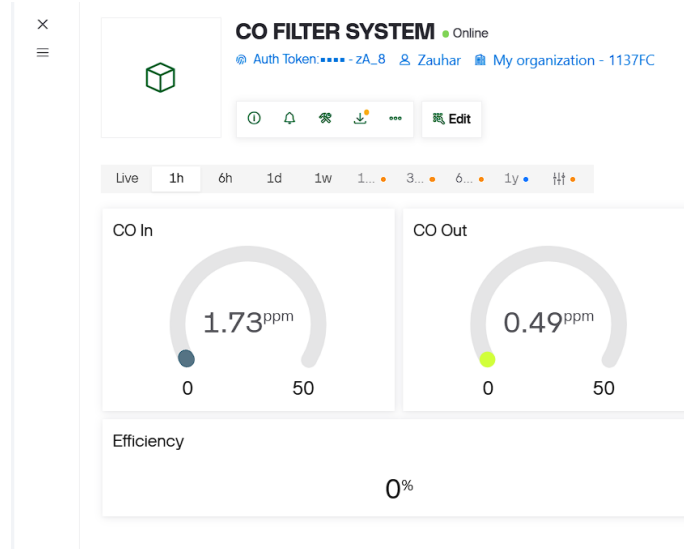 CO FILTER SYSTEM Online
Auth Token:▪▪▪▪ - zA_8 Zauhar My organization - 1137FC
Edit
Live 1h 6h 1d 1w 1... 3... 6... 1y
CO In
1.73ppm
0 50
CO Out
0.49ppm
0 50
Efficiency
0%